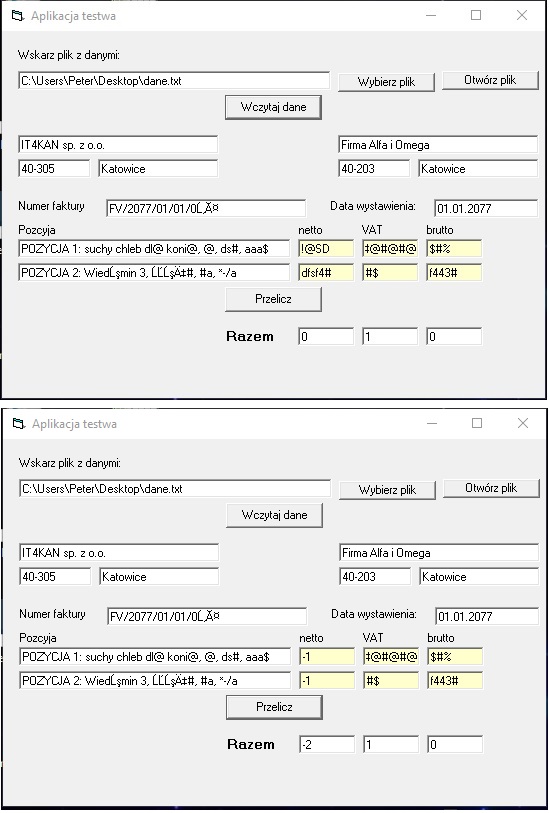 Aplikacja testwa
Wskarz plik z danymi:
C:\Users\Peter\Desktop\dane.txt Wybierz plik Otwórz plik
Wczytaj dane
IT4KAN sp. z o.o. Firma Alfa i Omega
40-305 Katowice 40-203 Katowice
Numer faktury FV/2077/01/01/0ĹÄ¤ Data wystawienia: 01.01.2077
Pozcyja netto VAT brutto
POZYCJA 1: suchy chleb dl@ koni@, @, ds#, aaa$ !@SD ‡@#@#@ $#%
POZYCJA 2: WiedĹşmin 3, ĹĽĹşÄ‡#, #a, *-/a dfsf4# #$ f443#
Przelicz
Razem 0 1 0
Aplikacja testwa
Wskarz plik z danymi:
C:\Users\Peter\Desktop\dane.txt Wybierz plik Otwórz plik
Wczytaj dane
IT4KAN sp. z o.o. Firma Alfa i Omega
40-305 Katowice 40-203 Katowice
Numer faktury FV/2077/01/01/0ĹÄ¤ Data wystawienia: 01.01.2077
Pozcyja netto VAT brutto
POZYCJA 1: suchy chleb dl@ koni@, @, ds#, aaa$ -1 ‡@#@#@ $#%
POZYCJA 2: WiedĹşmin 3, ĹĽĹşÄ‡#, #a, *-/a -1 #$ f443#
Przelicz
Razem -2 1 0